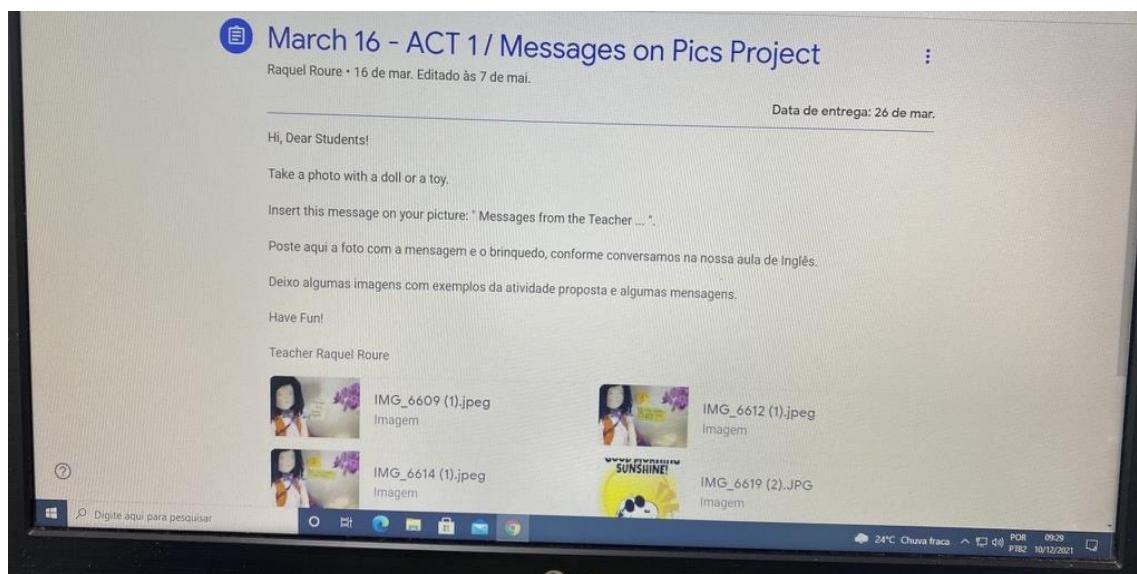 March 16 - ACT 1 / Messages on Pics Project
Raquel Roure • 16 de mar. Editado às 7 de mai.
Data de entrega: 26 de mar.
Hi, Dear Students!
Take a photo with a doll or a toy.
Insert this message on your picture: " Messages from the Teacher ... ".
Poste aqui a foto com a mensagem e o brinquedo, conforme conversamos na nossa aula de Inglês.
Deixo algumas imagens com exemplos da atividade proposta e algumas mensagens.
Have Fun!
Teacher Raquel Roure
IMG_6609 (1).jpeg
Imagem
IMG_6612 (1).jpeg
Imagem
IMG_6614 (1).jpeg
Imagem
GOOD MORNING
SUNSHINE!
IMG_6619 (2).JPG
Imagem
Digite aqui para pesquisar
24°C Chuva fraca
POR
PTB2
09:29
10/12/2021